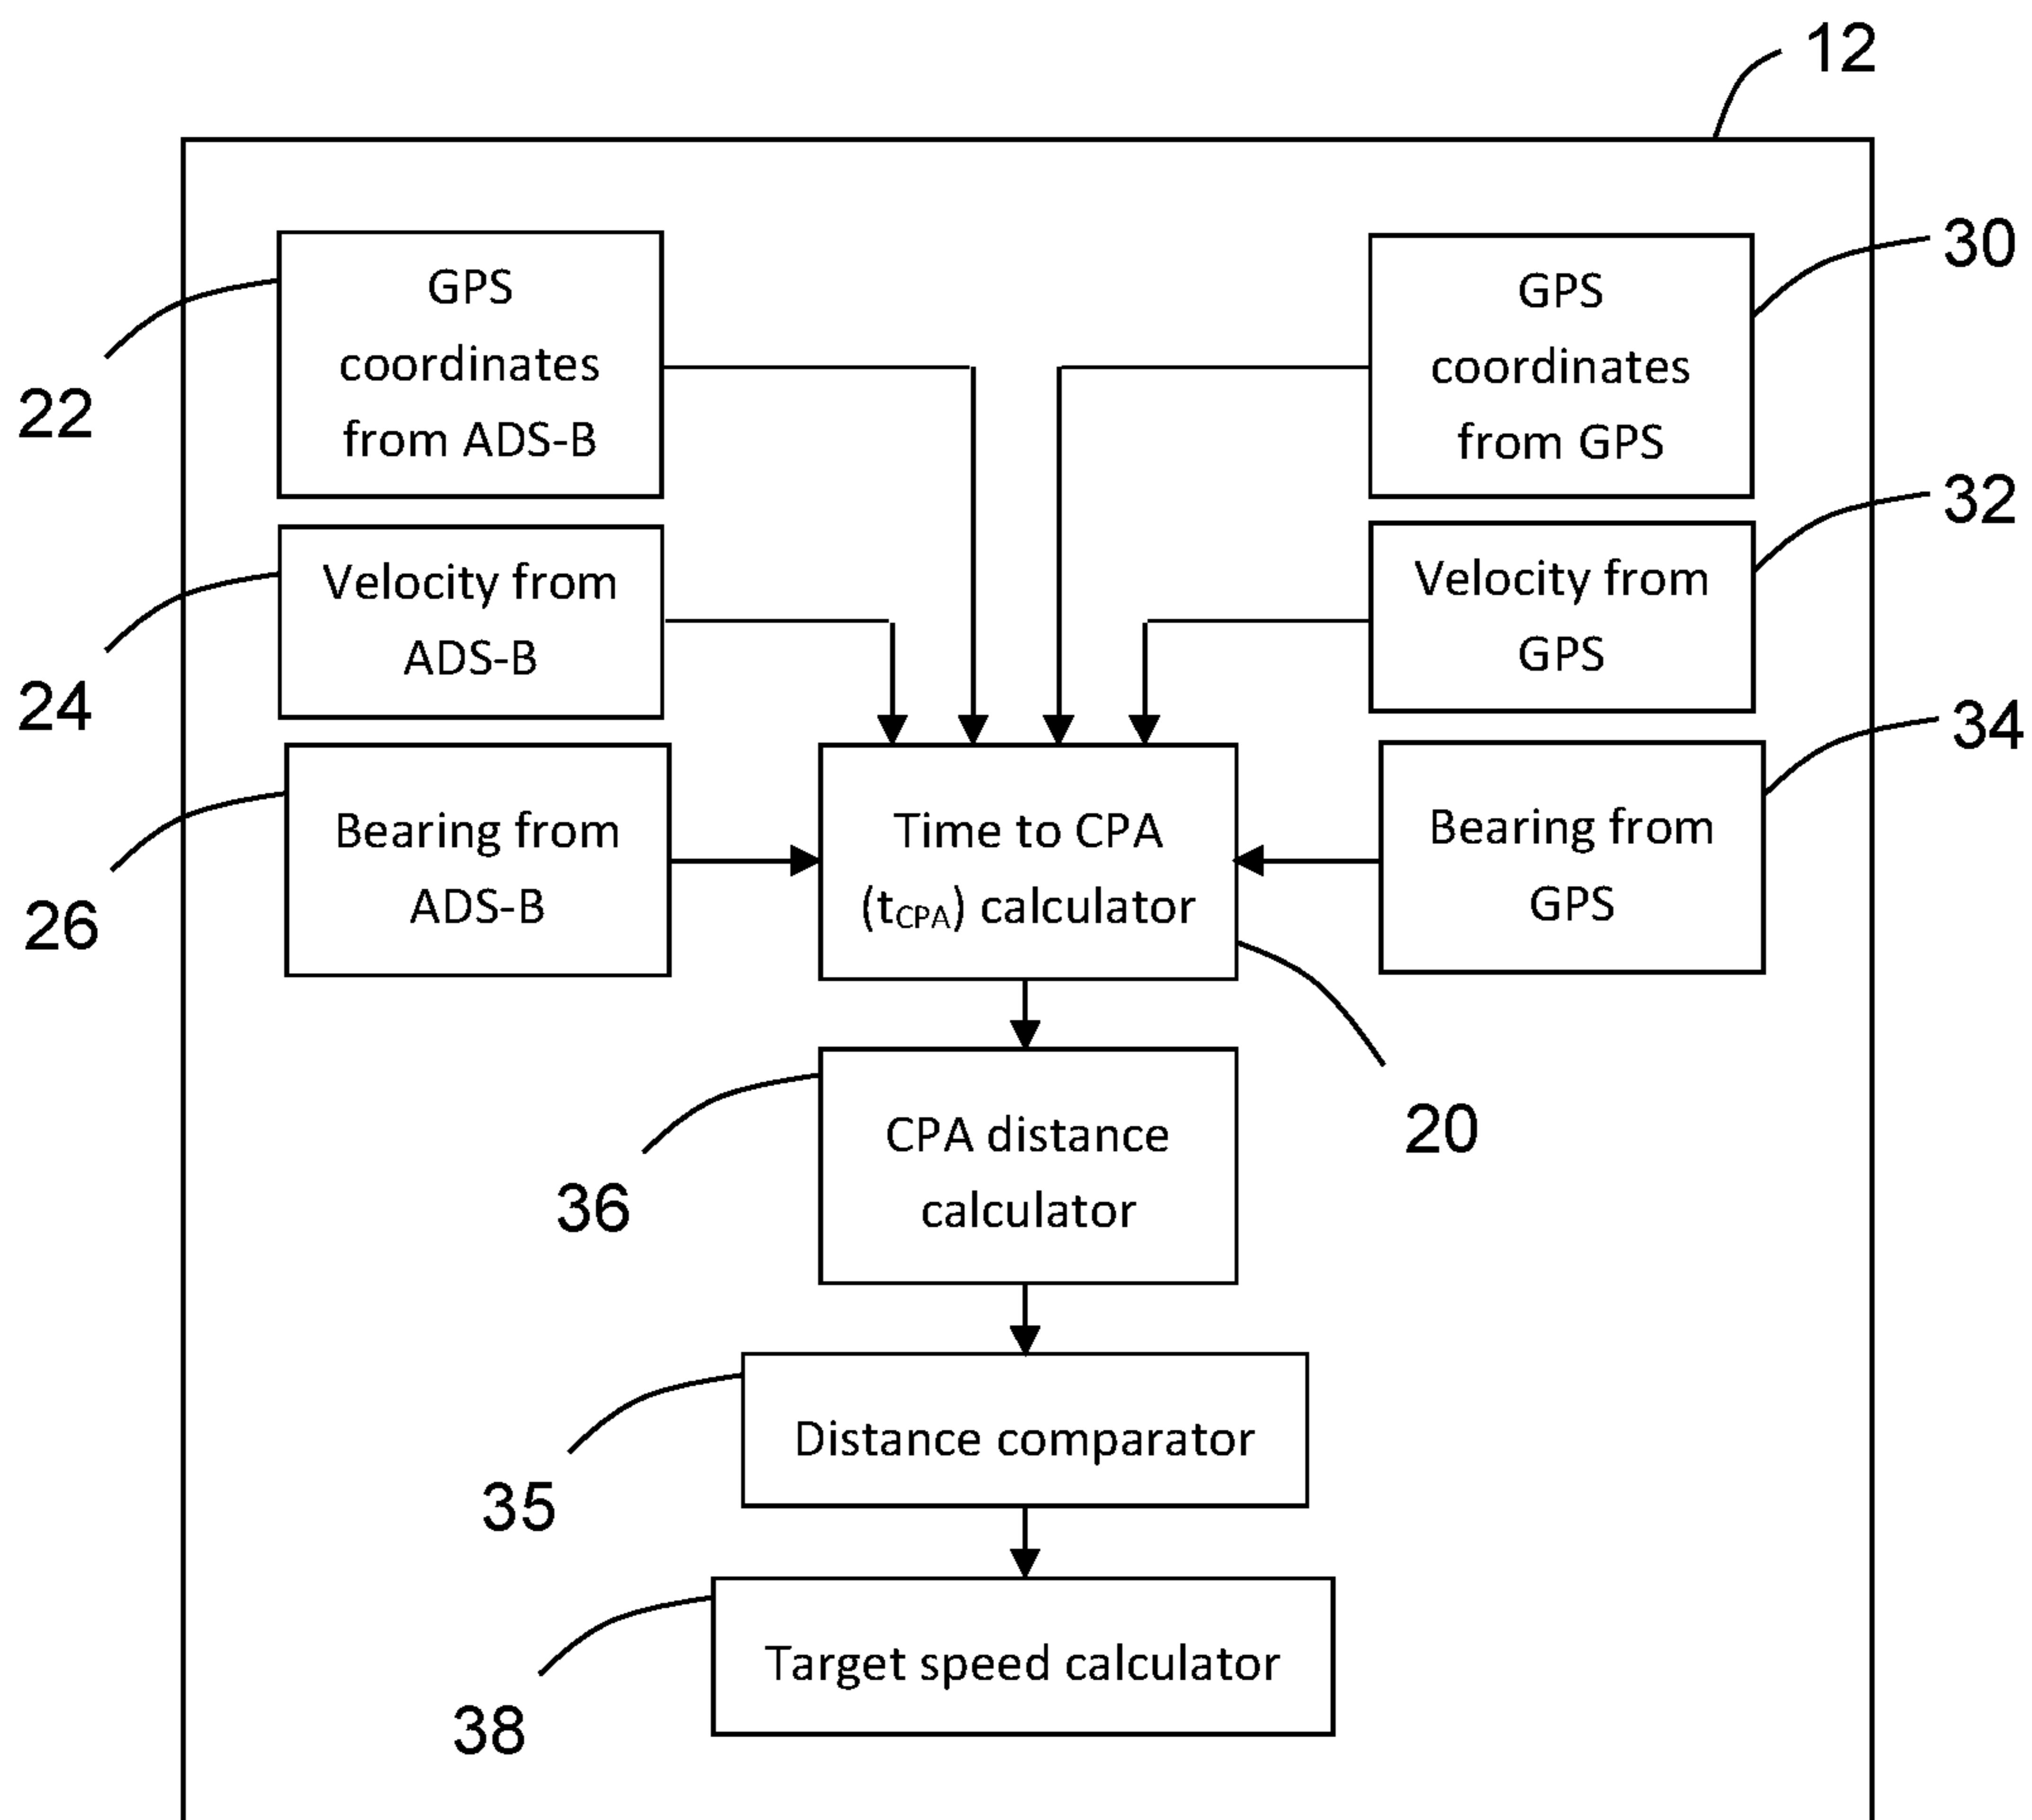 12
GPS
coordinates
from ADS-B
22
GPS
coordinates
from GPS
30
Velocity from
ADS-B
24
Velocity from
GPS
32
Bearing from
ADS-B
26
Time to CPA
(tCPA) calculator
20
Bearing from
GPS
34
CPA distance
calculator
36
Distance comparator
35
Target speed calculator
38